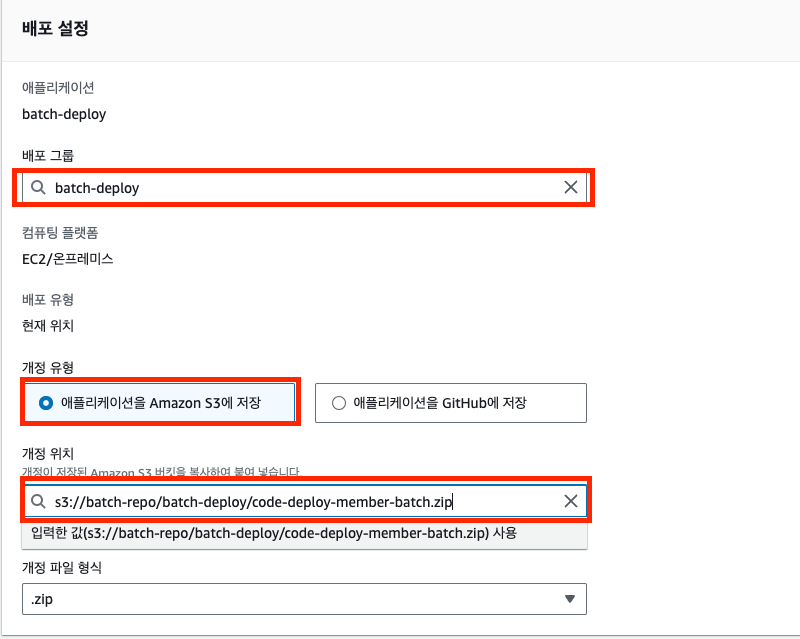 배포 설정
애플리케이션
batch-deploy
배포 그룹
batch-deploy
컴퓨팅 플랫폼
EC2/온프레미스
배포 유형
현재 위치
개정 유형
애플리케이션을 Amazon S3에 저장
애플리케이션을 GitHub에 저장
개정 위치
개정이 저장된 Amazon S3 버킷을 복사하여 붙여 넣습니다.
s3://batch-repo/batch-deploy/code-deploy-member-batch.zip
입력한 값(s3://batch-repo/batch-deploy/code-deploy-member-batch.zip) 사용
개정 파일 형식
.zip